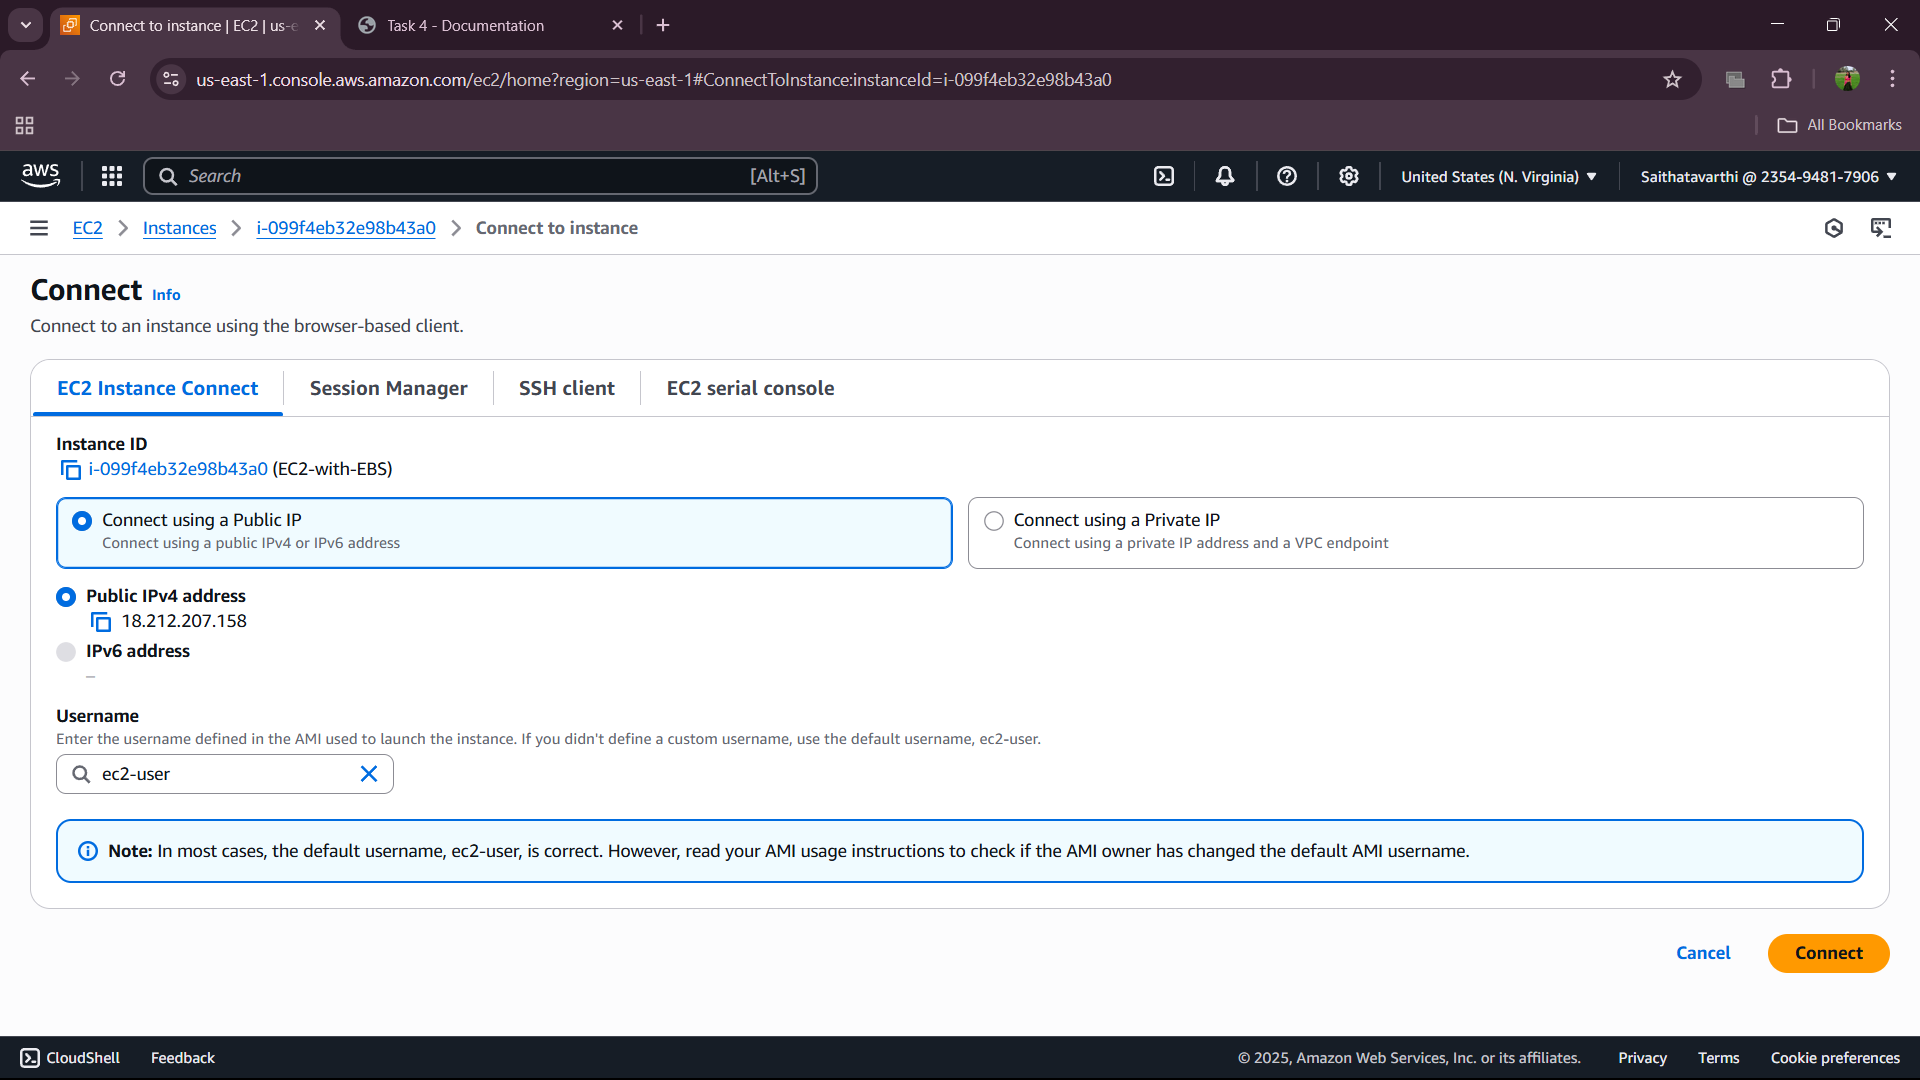 Connect to instance | EC2 | us-e
Task 4 - Documentation
us-east-1.console.aws.amazon.com/ec2/home?region=us-east-1#ConnectToInstance:instanceId=i-099f4eb32e98b43a0
All Bookmarks
aws
Search
[Alt+S]
United States (N. Virginia)
Saithatavarthi @ 2354-9481-7906
EC2
Instances
i-099f4eb32e98b43a0
Connect to instance
Connect Info
Connect to an instance using the browser-based client.
EC2 Instance Connect
Session Manager
SSH client
EC2 serial console
Instance ID
i-099f4eb32e98b43a0 (EC2-with-EBS)
Connect using a Public IP
Connect using a public IPv4 or IPv6 address
Connect using a Private IP
Connect using a private IP address and a VPC endpoint
Public IPv4 address
18.212.207.158
IPv6 address
–
Username
Enter the username defined in the AMI used to launch the instance. If you didn't define a custom username, use the default username, ec2-user.
ec2-user
Note: In most cases, the default username, ec2-user, is correct. However, read your AMI usage instructions to check if the AMI owner has changed the default AMI username.
Cancel
Connect
CloudShell
Feedback
© 2025, Amazon Web Services, Inc. or its affiliates.
Privacy
Terms
Cookie preferences